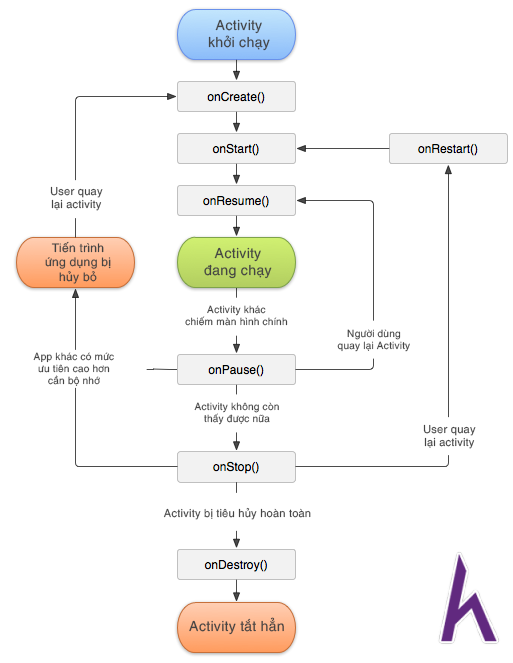 Activity
khởi chạy
onCreate()
onStart()
onRestart()
User quay
lại activity
onResume()
Tiến trình
ứng dụng bị
hủy bỏ
Activity
đang chạy
Activity khác
chiếm màn hình chính
Người dùng
quay lại Activity
App khác có mức
ưu tiên cao hơn
cần bộ nhớ
onPause()
Activity không còn
thấy được nữa
User quay
lại activity
onStop()
Activity bị tiêu hủy hoàn toàn
onDestroy()
Activity tắt hẳn